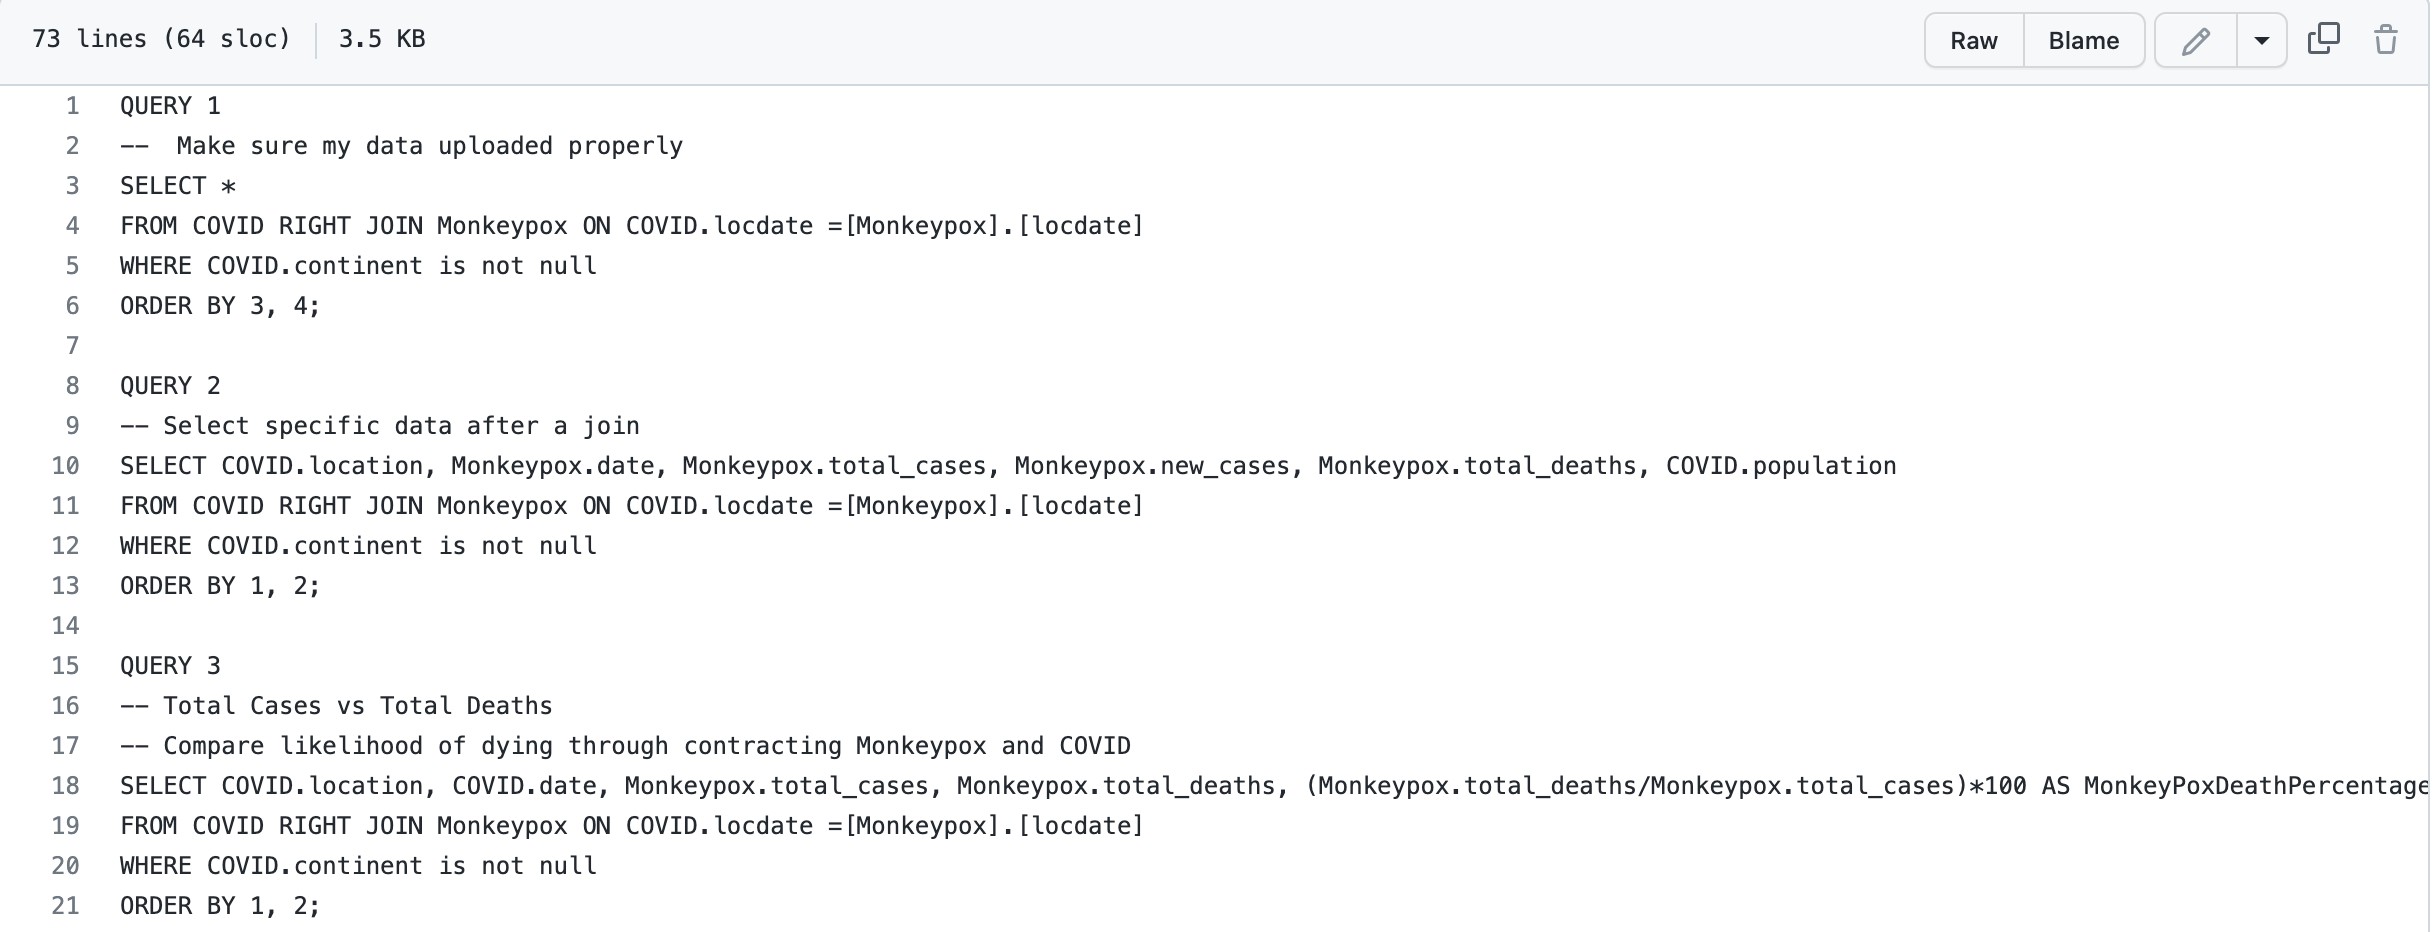 73 lines (64 sloc) 3.5 KB Raw Blame
1 QUERY 1
2 --  Make sure my data uploaded properly
3 SELECT *
4 FROM COVID RIGHT JOIN Monkeypox ON COVID.locdate =[Monkeypox].[locdate]
5 WHERE COVID.continent is not null
6 ORDER BY 3, 4;
7
8 QUERY 2
9 -- Select specific data after a join
10 SELECT COVID.location, Monkeypox.date, Monkeypox.total_cases, Monkeypox.new_cases, Monkeypox.total_deaths, COVID.population
11 FROM COVID RIGHT JOIN Monkeypox ON COVID.locdate =[Monkeypox].[locdate]
12 WHERE COVID.continent is not null
13 ORDER BY 1, 2;
14
15 QUERY 3
16 -- Total Cases vs Total Deaths
17 -- Compare likelihood of dying through contracting Monkeypox and COVID
18 SELECT COVID.location, COVID.date, Monkeypox.total_cases, Monkeypox.total_deaths, (Monkeypox.total_deaths/Monkeypox.total_cases)*100 AS MonkeyPoxDeathPercentage
19 FROM COVID RIGHT JOIN Monkeypox ON COVID.locdate =[Monkeypox].[locdate]
20 WHERE COVID.continent is not null
21 ORDER BY 1, 2;